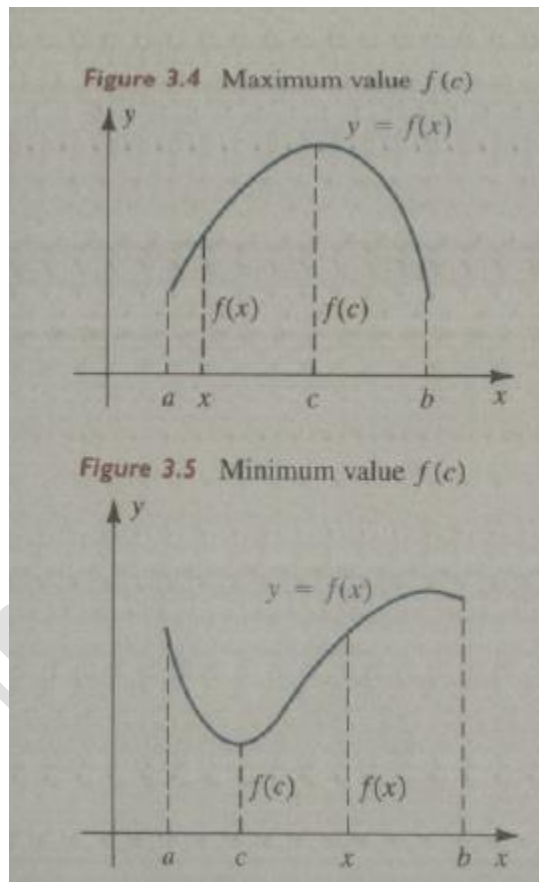 Figure 3.4 Maximum value f(c)
y
y = f(x)
f(x) f(c)
a x c b x
Figure 3.5 Minimum value f(c)
y
y = f(x)
f(c) f(x)
a c x b x